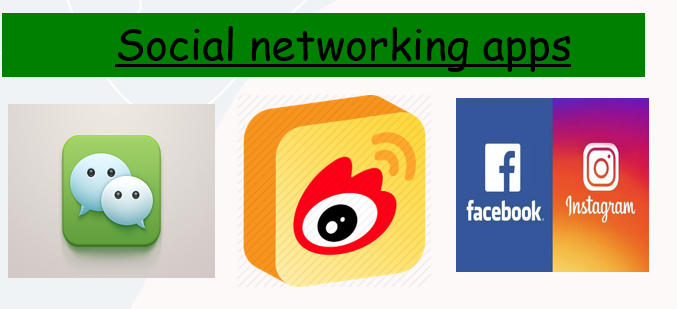 Social networking apps
facebook.
Instagram